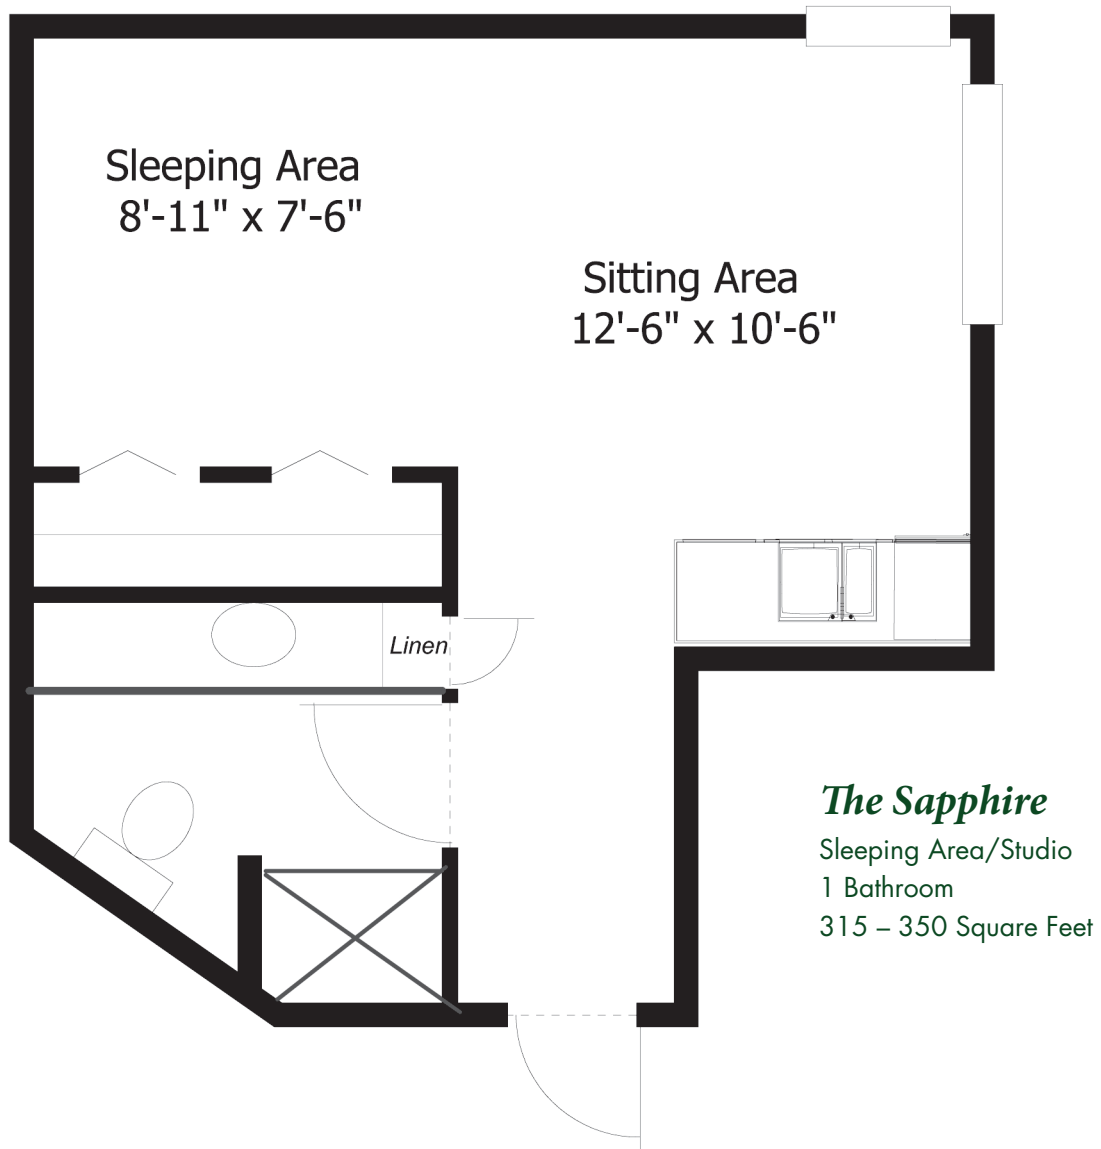 Sleeping Area
8'-11" x 7'-6"
Sitting Area
12'-6" x 10'-6"
Linen
The Sapphire
Sleeping Area/Studio
1 Bathroom
315 – 350 Square Feet